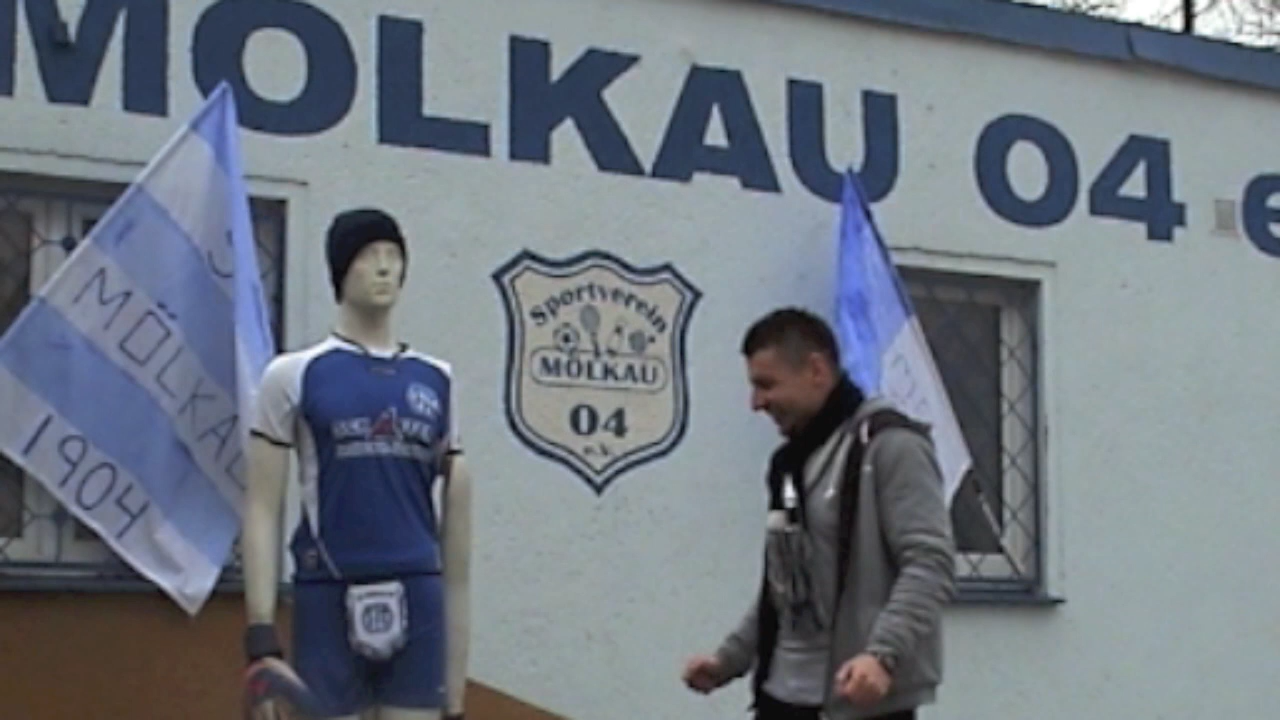 MÖLKAU 04 e
S
MÖLKAU
1904
Sportverein
MÖLKAU
04
e.V.